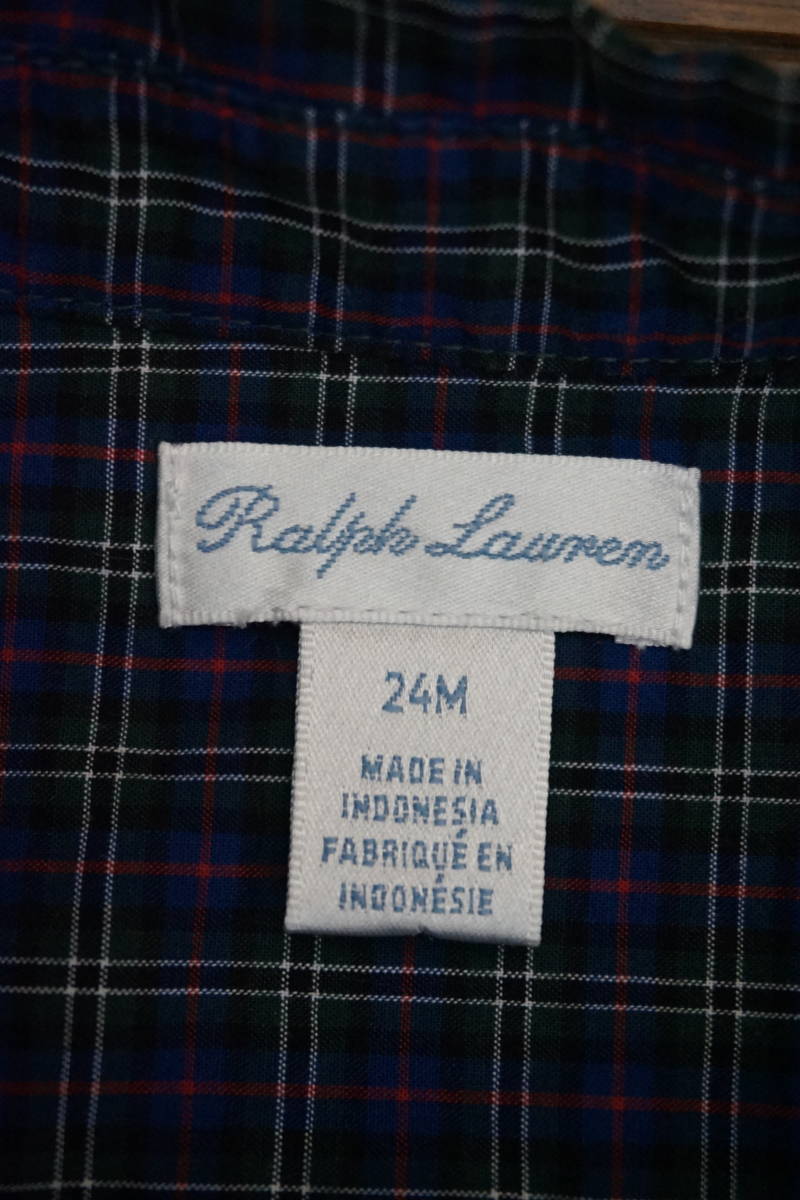 Ralph Lauren
24M
MADE IN
INDONESIA
FABRIQUÉ EN
INDONÉSIE